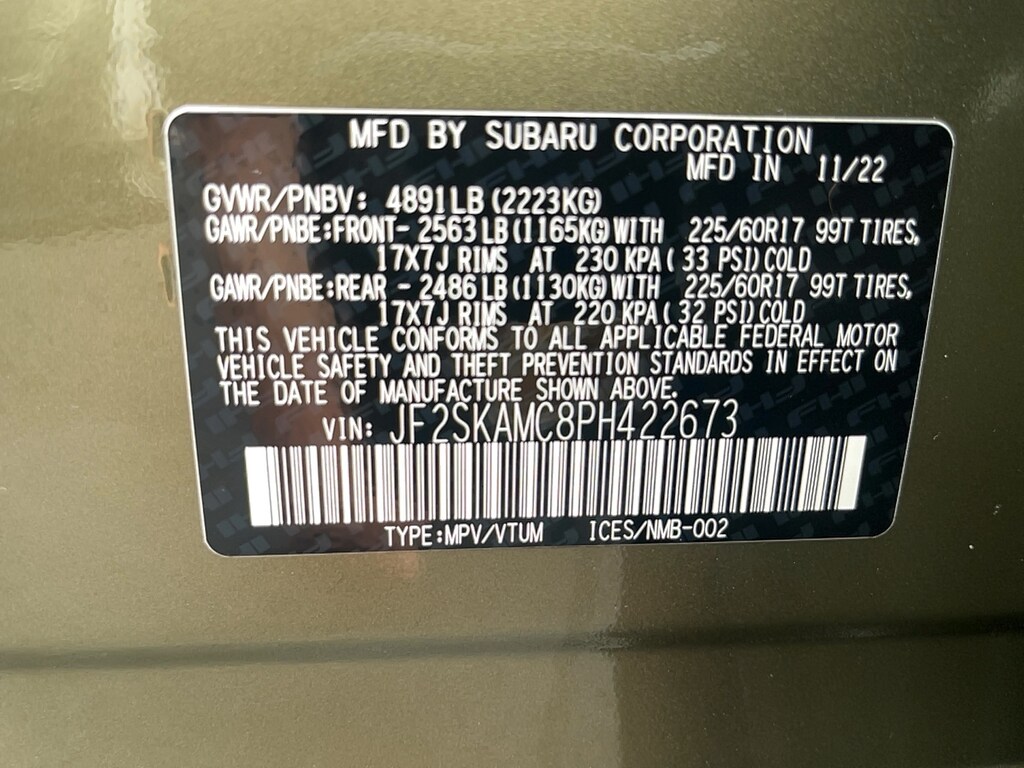 MFD BY SUBARU CORPORATION
MFD IN 11/22
GVWR/PNBV: 4891LB (2223KG)
GAWR/PNBE:FRONT- 2563LB(1165KG)WITH 225/60R17 99T TIRES,
17X7J RIMS AT 230 KPA( 33 PSI)COLD
GAWR/PNBE:REAR - 2486LB(1130KG)WITH 225/60R17 99T TIRES,
17X7J RIMS AT 220 KPA( 32 PSI)COLD
THIS VEHICLE CONFORMS TO ALL APPLICABLE FEDERAL MOTOR
VEHICLE SAFETY AND THEFT PREVENTION STANDARDS IN EFFECT ON
THE DATE OF MANUFACTURE SHOWN ABOVE.
VIN: JF2SKAMC8PH422673
TYPE:MPV/VTUM ICES/NMB-002